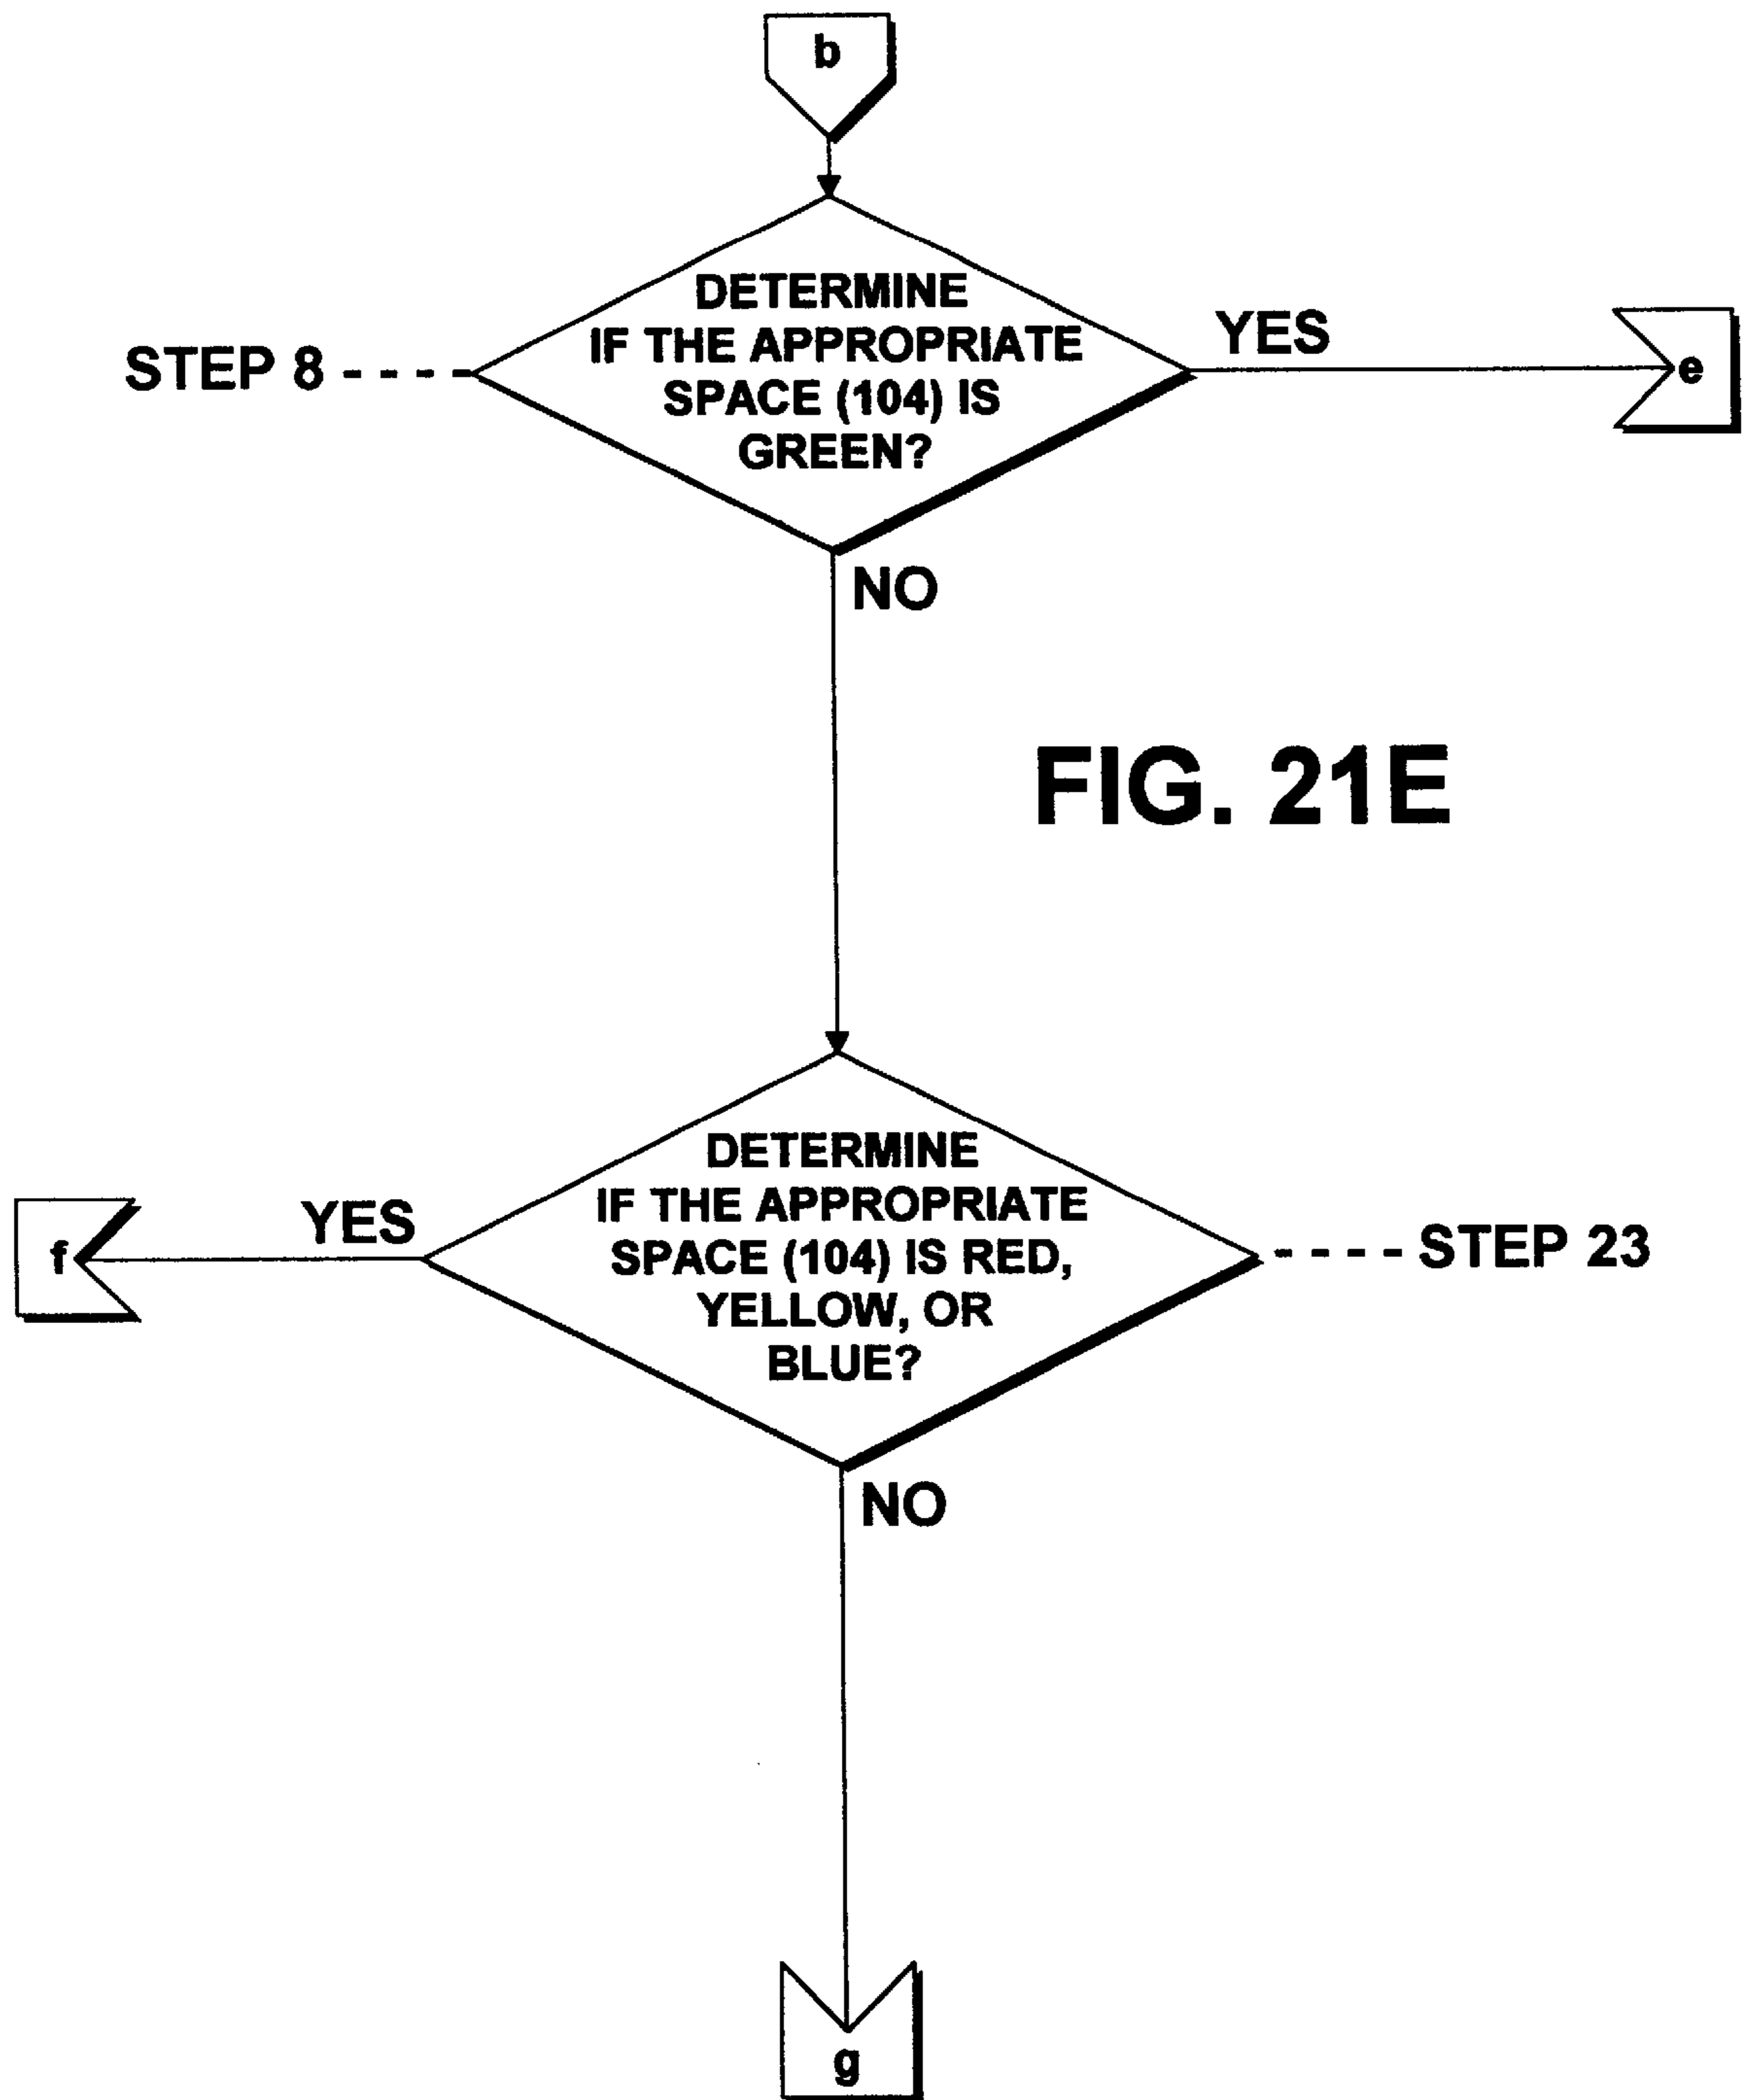 b
DETERMINE
IF THE APPROPRIATE
SPACE (104) IS
GREEN?
STEP 8 ----
YES
e
NO
FIG. 21E
DETERMINE
IF THE APPROPRIATE
SPACE (104) IS RED,
YELLOW, OR
BLUE?
YES
f
---- STEP 23
NO
g